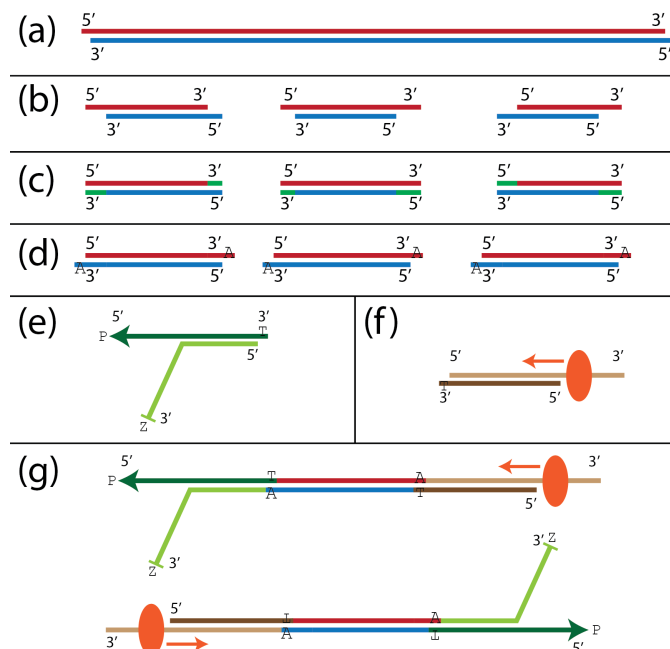 (a)
5′ 3′
3′ 5′
(b)
5′ 3′ 5′ 3′ 5′ 3′
3′ 5′ 3′ 5′ 3′ 5′
(c)
5′ 3′ 5′ 3′ 5′ 3′
3′ 5′ 3′ 5′ 3′ 5′
(d)
5′ 3′ A 5′ 3′ A 5′ 3′ A
A 3′ 5′ A 3′ 5′ A 3′ 5′
(e)
5′ 3′
P T
5′
Z 3′
(f)
5′ 3′
T
3′ 5′
(g)
5′ 3′
P T A
A T 5′
Z 3′
3′ Z
5′ T A
3′ A T 5′ P